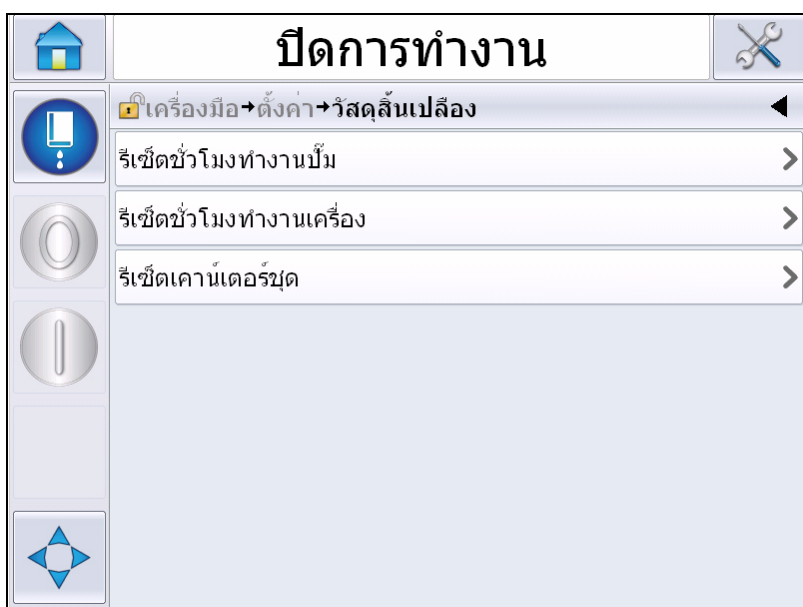 ปิดการทำงาน
เครื่องมือ→ตั้งค่า→วัสดุสิ้นเปลือง
รีเซ็ตชั่วโมงทำงานปั๊ม
รีเซ็ตชั่วโมงทำงานเครื่อง
รีเซ็ตเคาน์เตอร์ชุด